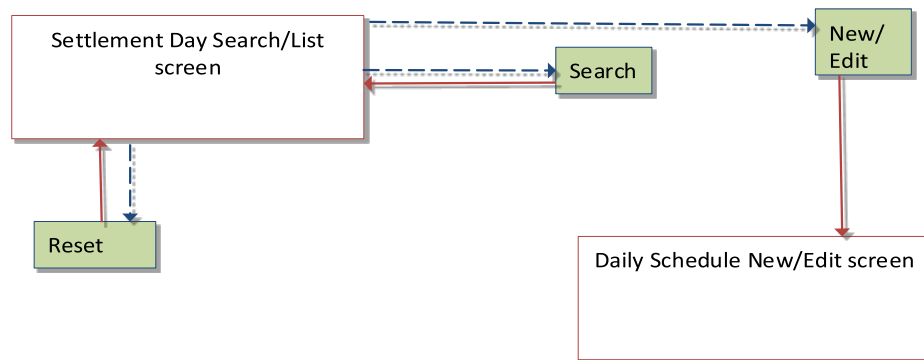 Settlement Day Search/List
screen
New/
Edit
Search
Reset
Daily Schedule New/Edit screen